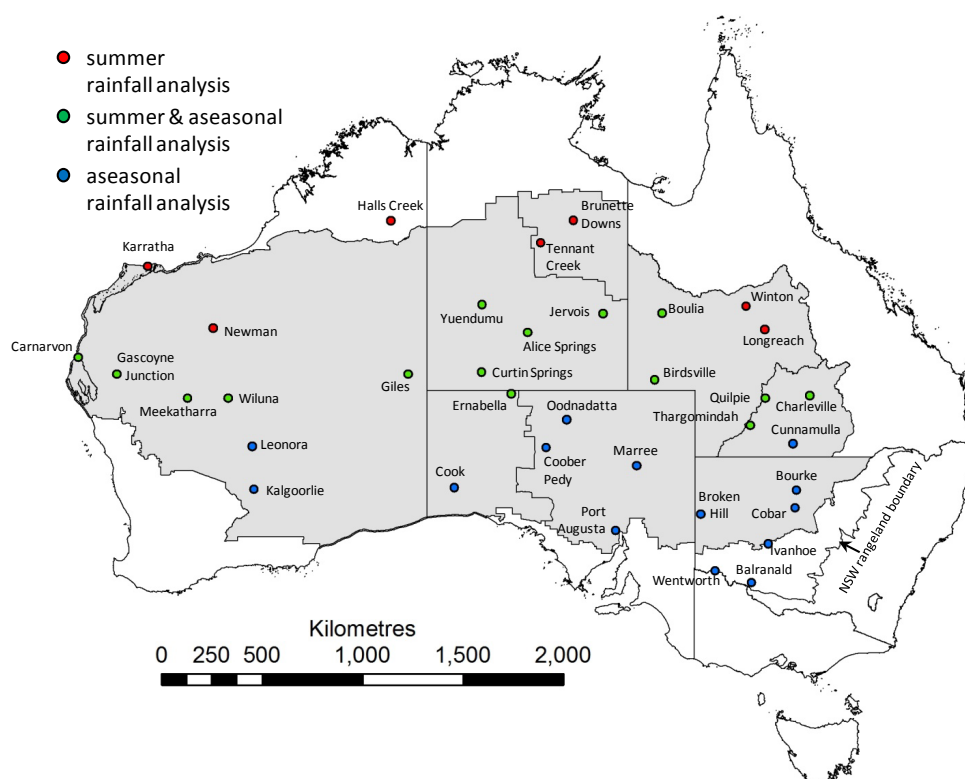 summer
rainfall analysis
summer & aseasonal
rainfall analysis
aseasonal
rainfall analysis
Halls Creek
Brunette
Downs
Karratha
Tennant
Creek
Newman
Yuendumu
Jervois
Boulia
Winton
Alice Springs
Longreach
Carnarvon
Gascoyne
Junction
Giles
Curtin Springs
Birdsville
Meekatharra
Wiluna
Ernabella
Quilpie
Charleville
Oodnadatta
Thargomindah
Cunnamulla
Leonora
Coober
Pedy
Marree
Cook
Kalgoorlie
Bourke
Broken
Hill
Cobar
Port
Augusta
Ivanhoe
NSW rangeland boundary
Wentworth
Balranald
Kilometres
0 250 500 1,000 1,500 2,000